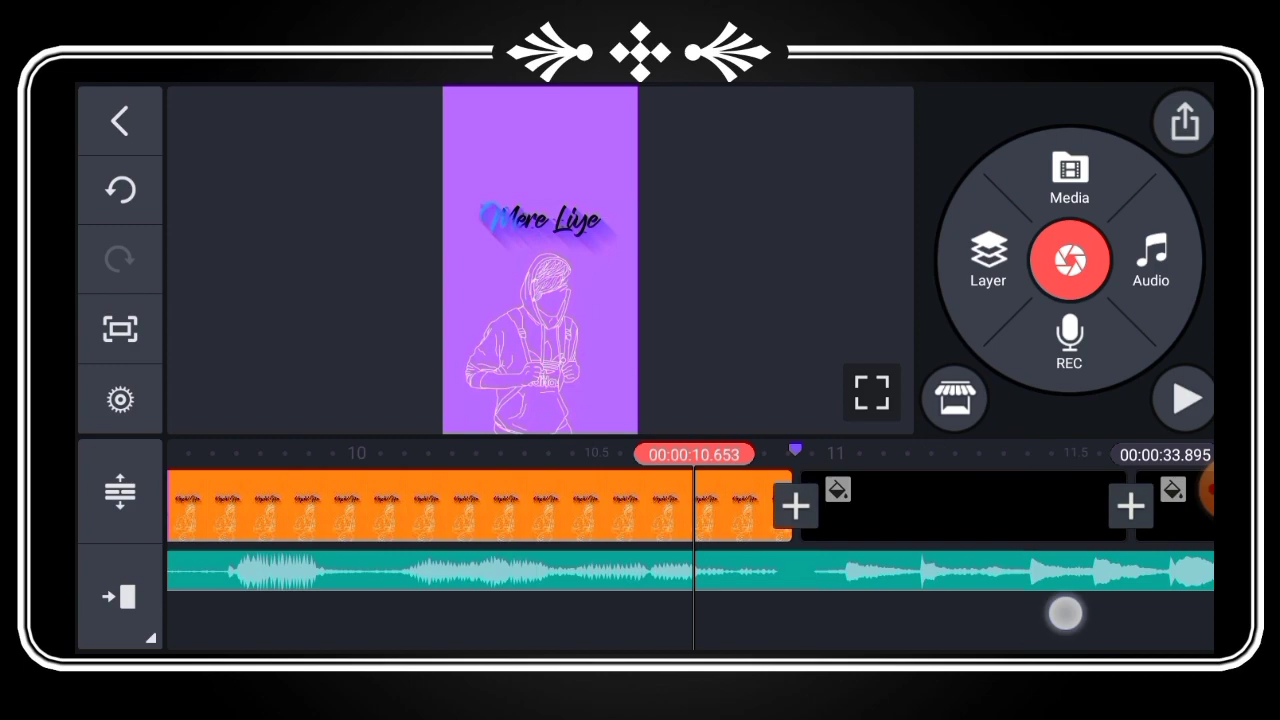 Mere Liye
Media
Layer
Audio
REC
10
10.5
00:00:10.653
11
11.5
00:00:33.895